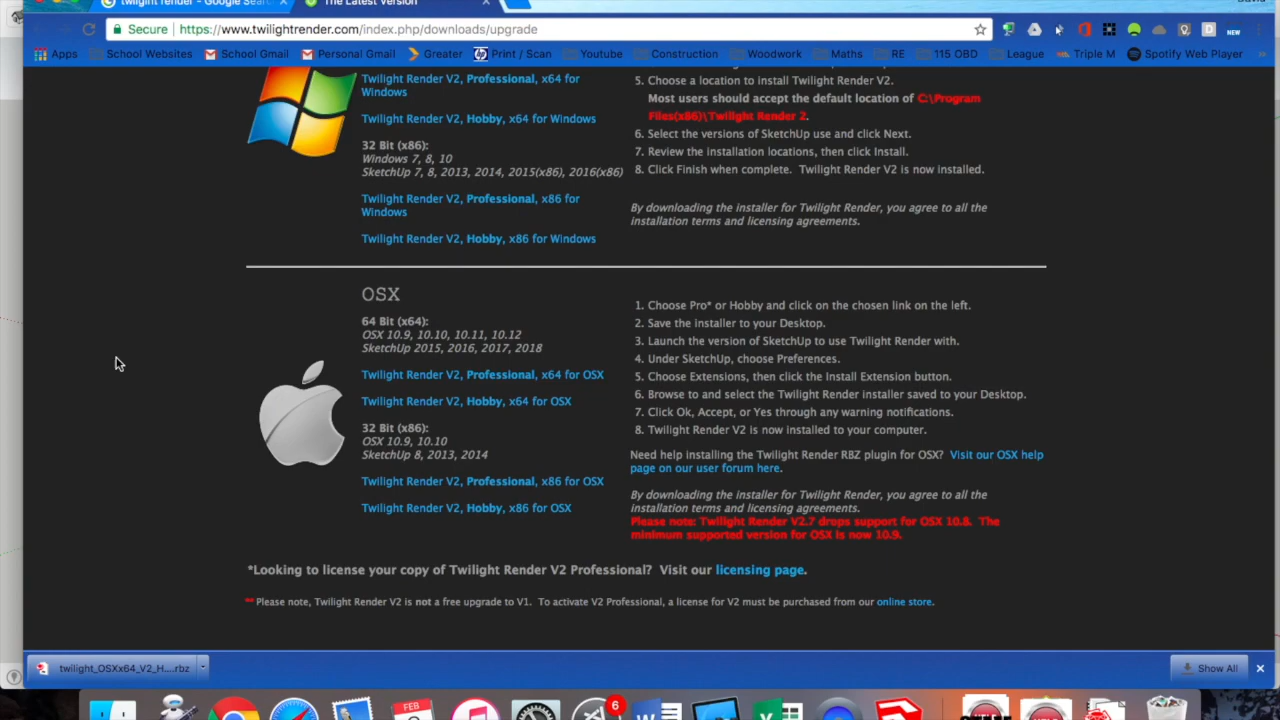 twilight render - Google Sear
The Latest Version
Secure
https://www.twilightrender.com/index.php/downloads/upgrade
NEW
Apps
School Websites
School Gmail
Personal Gmail
Greater
Print / Scan
Youtube
Construction
Woodwork
Maths
RE
115 OBD
League
Triple M
Spotify Web Player
Twilight Render V2, Professional, x64 for
Windows
Twilight Render V2, Hobby, x64 for Windows
32 Bit (x86):
Windows 7, 8, 10
SketchUp 7, 8, 2013, 2014, 2015(x86), 2016(x86)
Twilight Render V2, Professional, x86 for
Windows
Twilight Render V2, Hobby, x86 for Windows
5. Choose a location to install Twilight Render V2.
Most users should accept the default location of C:\Program
Files(x86)\Twilight Render 2.
6. Select the versions of SketchUp use and click Next.
7. Review the installation locations, then click Install.
8. Click Finish when complete. Twilight Render V2 is now installed.
By downloading the installer for Twilight Render, you agree to all the
installation terms and licensing agreements.
OSX
64 Bit (x64):
OSX 10.9, 10.10, 10.11, 10.12
SketchUp 2015, 2016, 2017, 2018
Twilight Render V2, Professional, x64 for OSX
Twilight Render V2, Hobby, x64 for OSX
32 Bit (x86):
OSX 10.9, 10.10
SketchUp 8, 2013, 2014
Twilight Render V2, Professional, x86 for OSX
Twilight Render V2, Hobby, x86 for OSX
1. Choose Pro* or Hobby and click on the chosen link on the left.
2. Save the installer to your Desktop.
3. Launch the version of SketchUp to use Twilight Render with.
4. Under SketchUp, choose Preferences.
5. Choose Extensions, then click the Install Extension button.
6. Browse to and select the Twilight Render installer saved to your Desktop.
7. Click Ok, Accept, or Yes through any warning notifications.
8. Twilight Render V2 is now installed to your computer.
Need help installing the Twilight Render RBZ plugin for OSX? Visit our OSX help
page on our user forum here.
By downloading the installer for Twilight Render, you agree to all the
installation terms and licensing agreements.
Please note: Twilight Render V2.7 drops support for OSX 10.8. The
minimum supported version for OSX is now 10.9.
*Looking to license your copy of Twilight Render V2 Professional? Visit our licensing page.
** Please note, Twilight Render V2 is not a free upgrade to V1. To activate V2 Professional, a license for V2 must be purchased from our online store.
twilight_OSXx64_V2_H....rbz
Show All
FEB
6